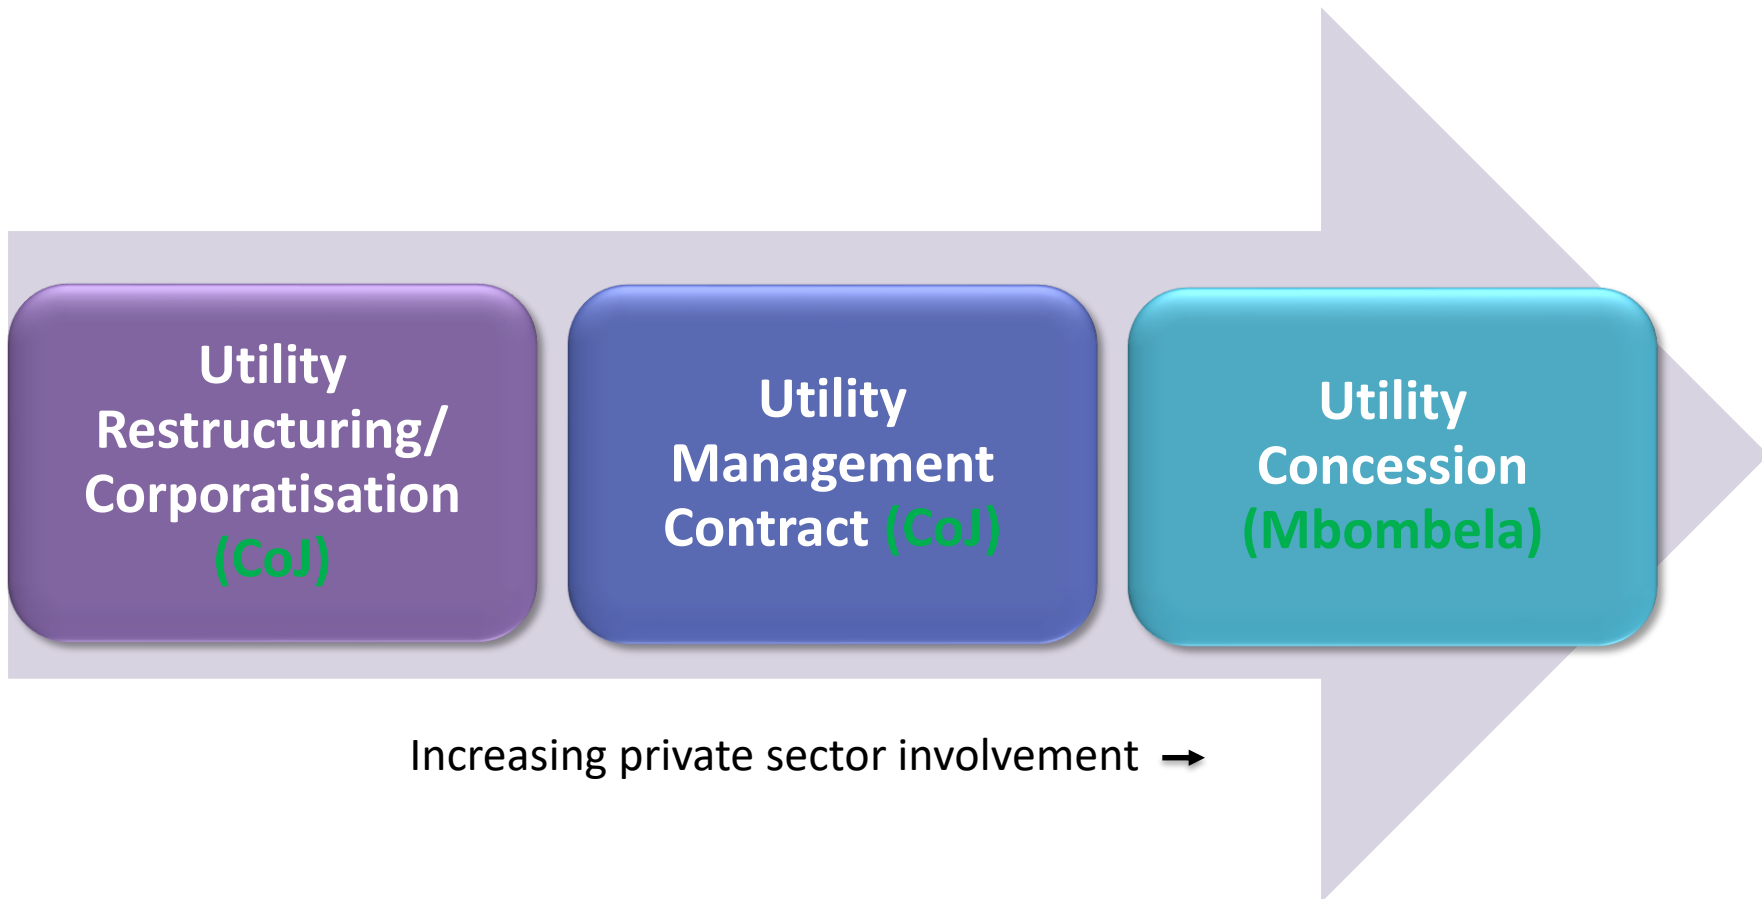 Utility
Restructuring/
Corporatisation
(CoJ)
Utility
Management
Contract (CoJ)
Utility
Concession
(Mbombela)
Increasing private sector involvement →